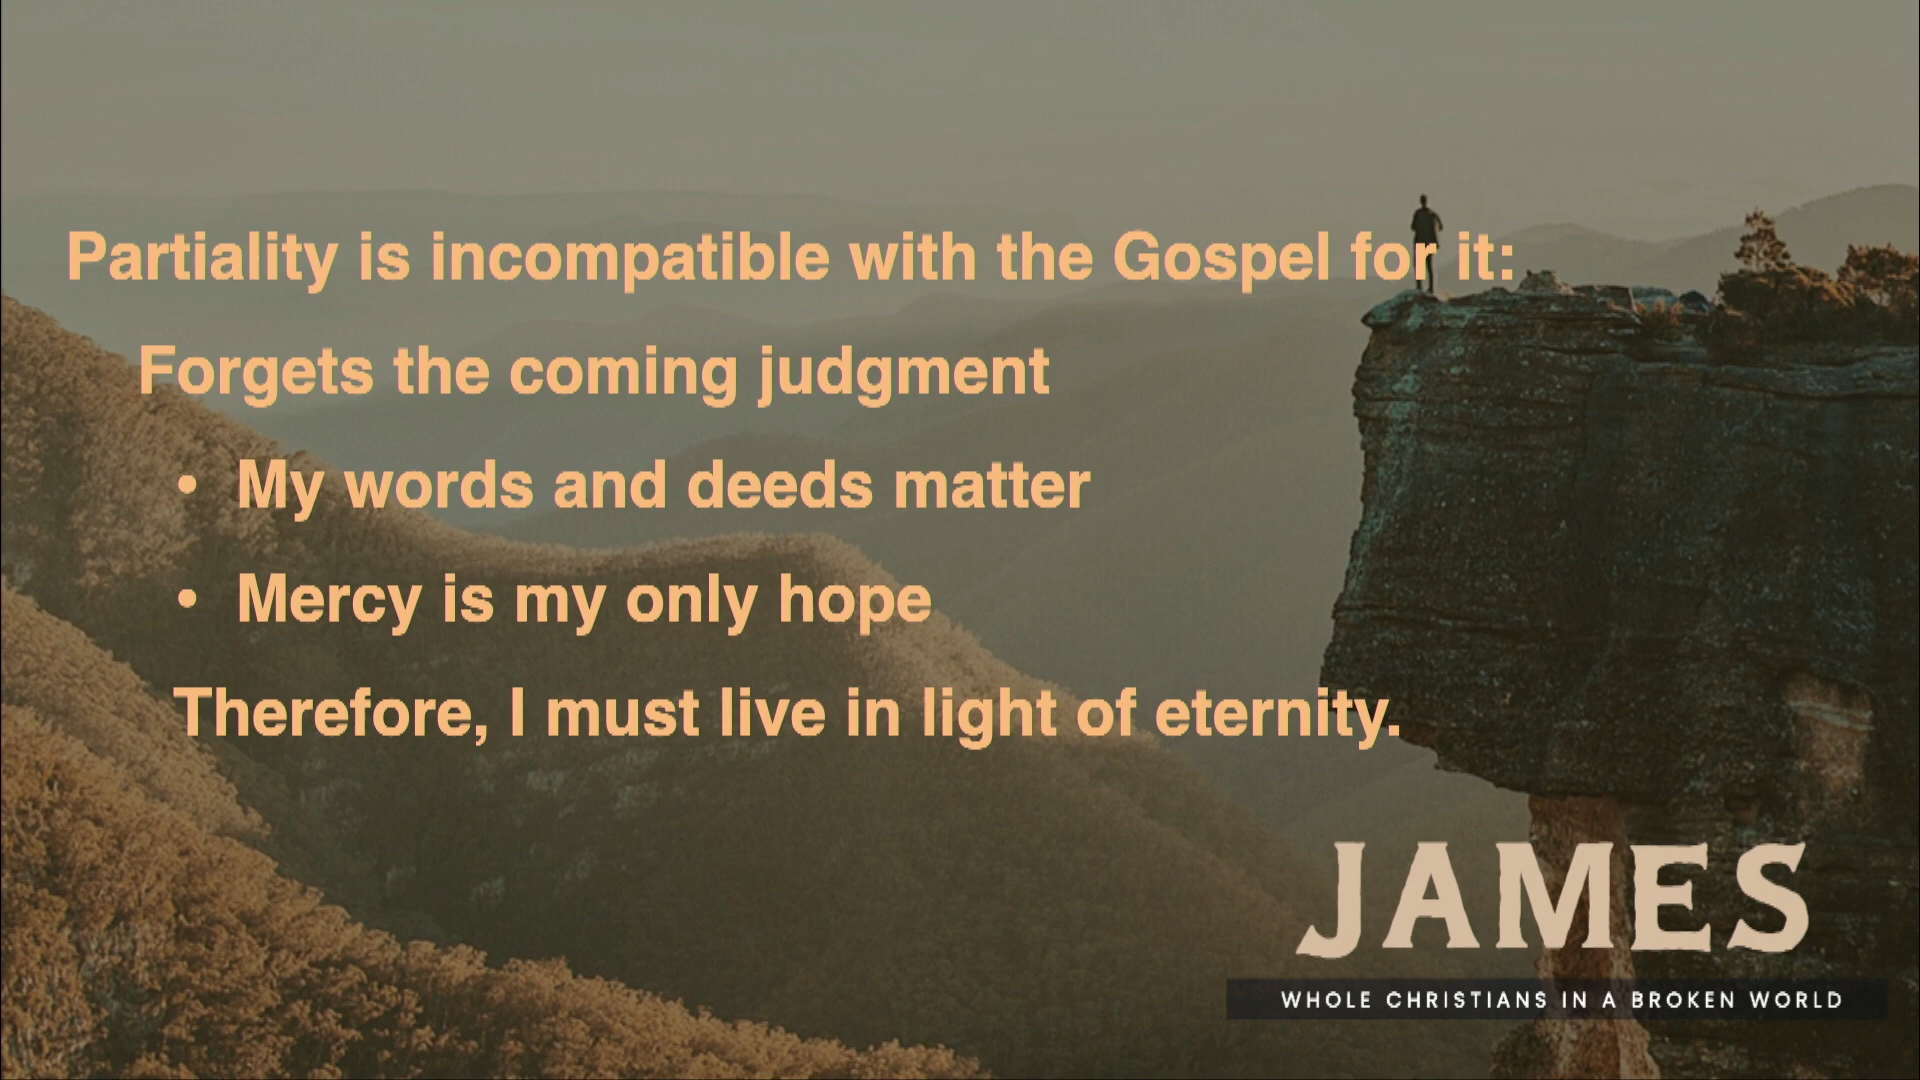 Partiality is incompatible with the Gospel for it:
Forgets the coming judgment
• My words and deeds matter
• Mercy is my only hope
Therefore, I must live in light of eternity.
JAMES
WHOLE CHRISTIANS IN A BROKEN WORLD